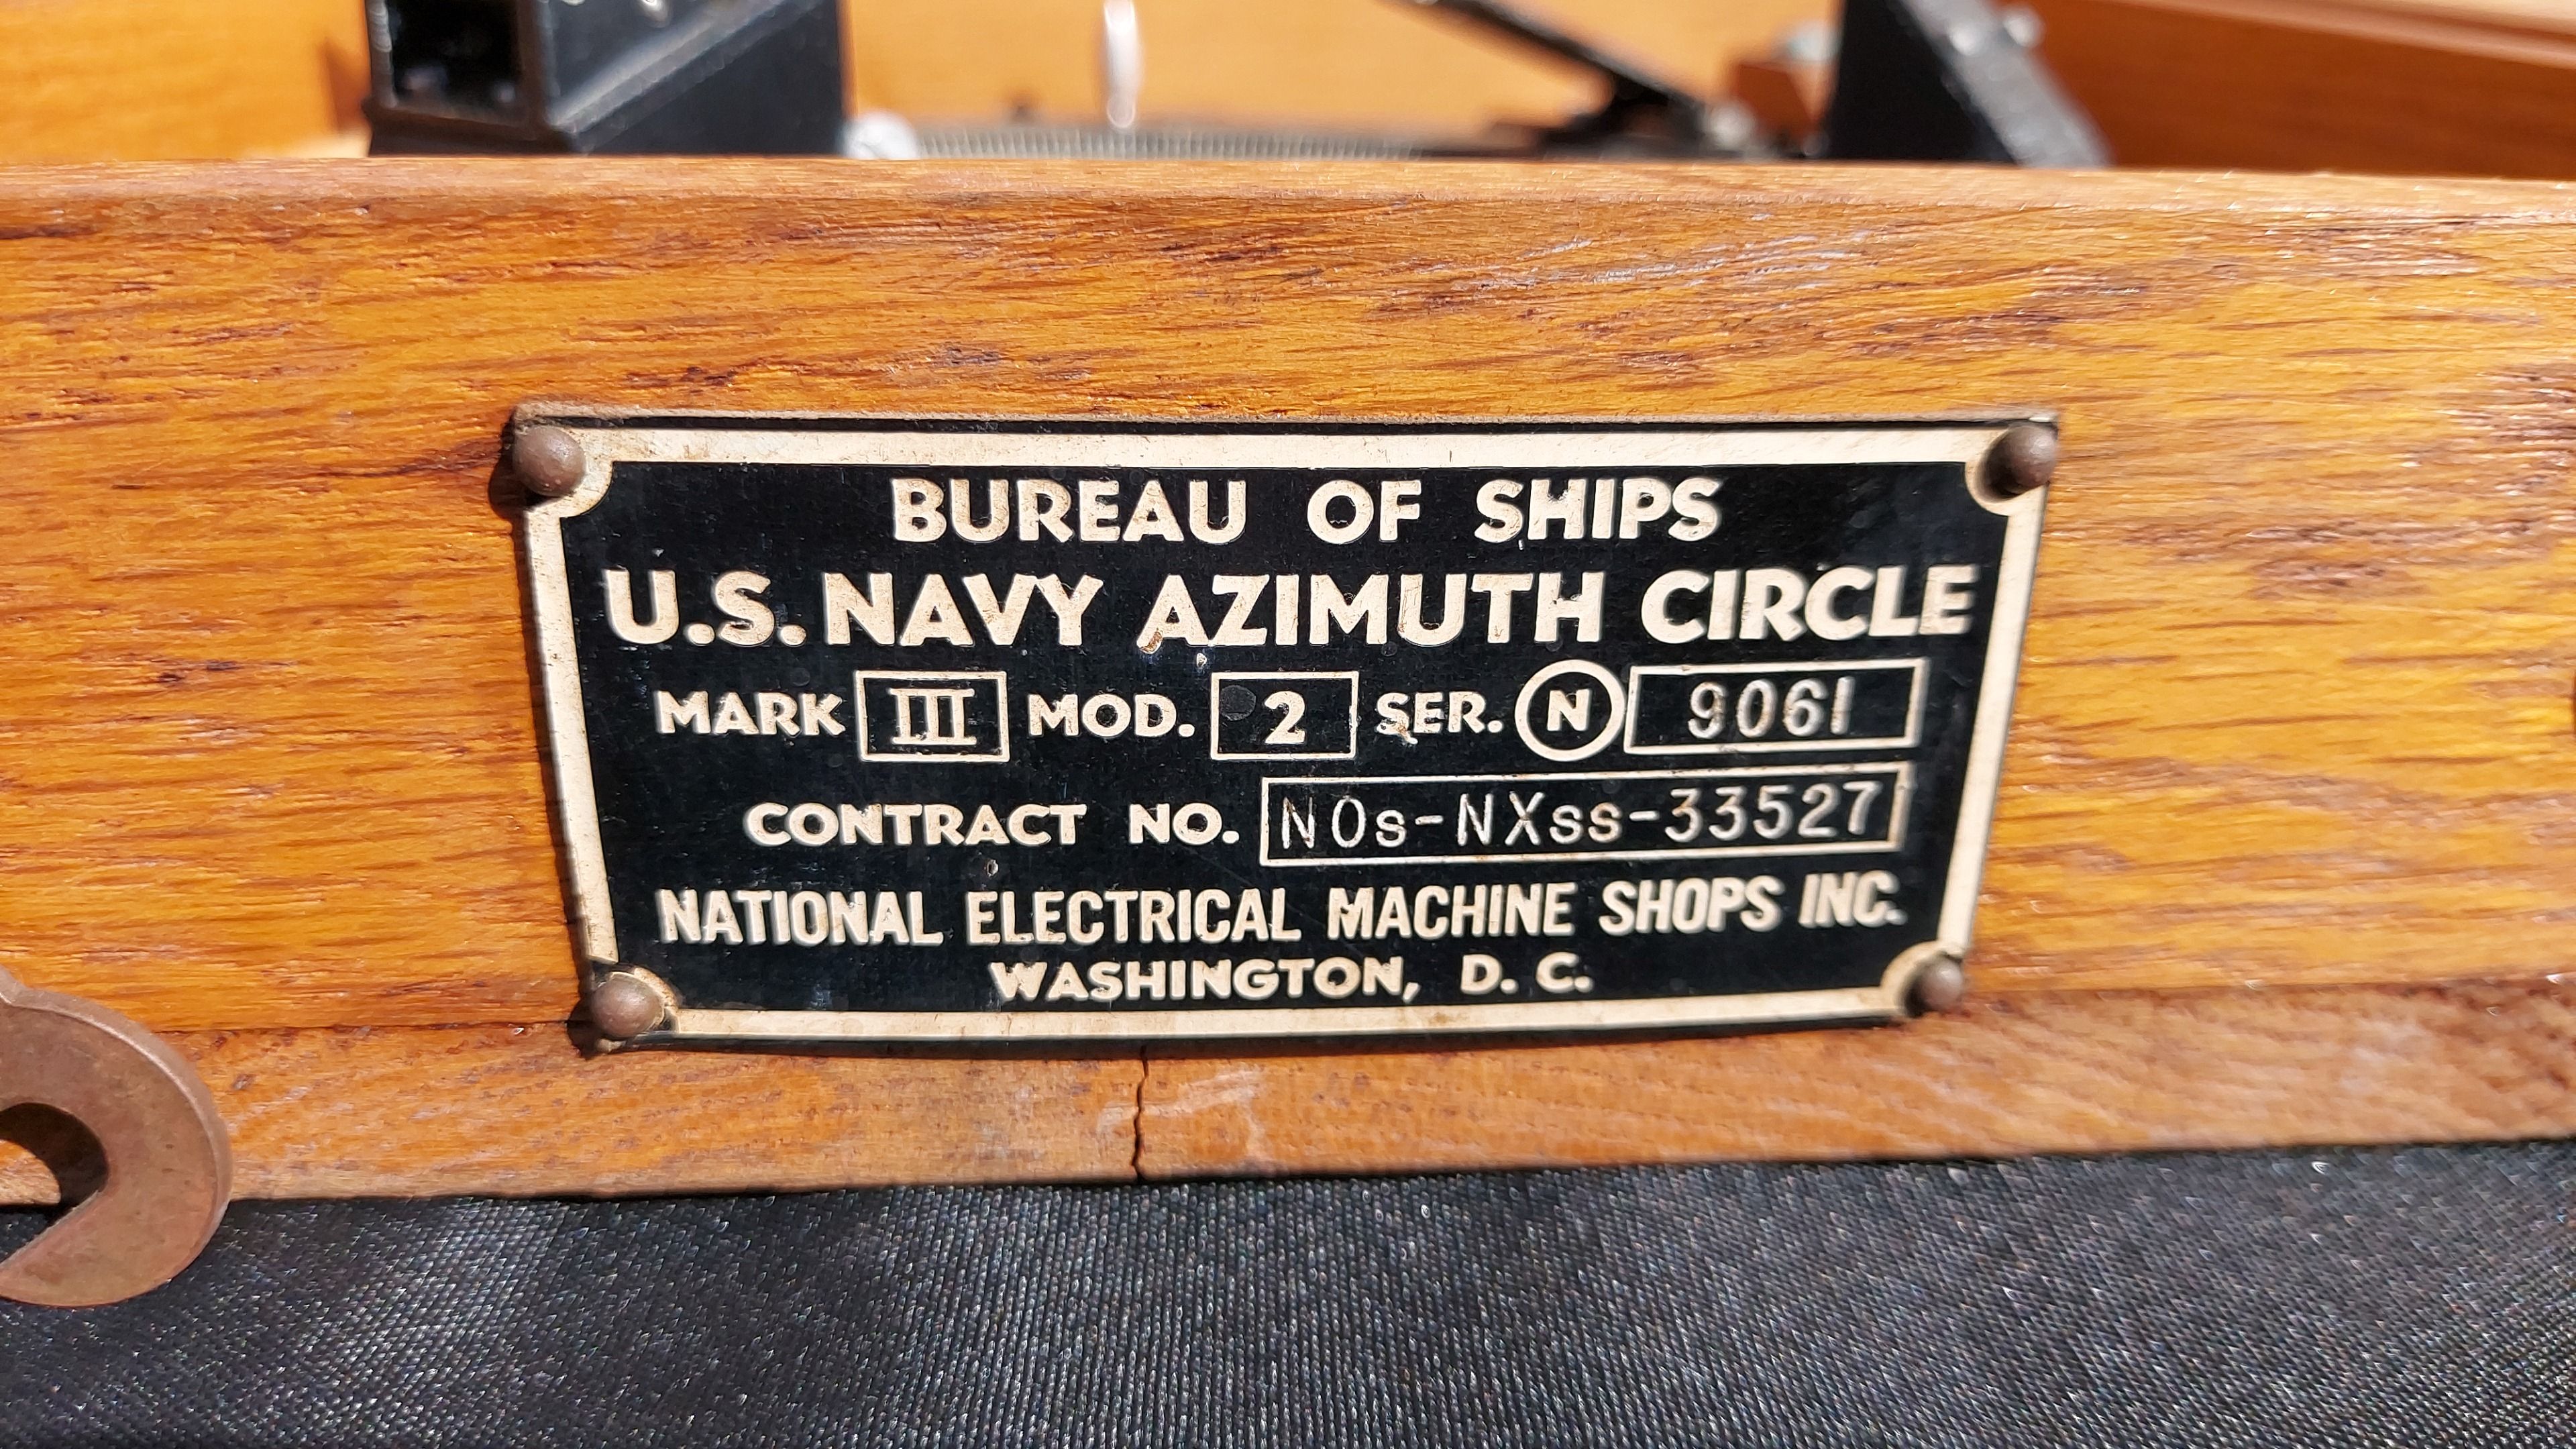 BUREAU OF SHIPS
U.S. NAVY AZIMUTH CIRCLE
MARK III MOD. 2 SER. N 9061
CONTRACT NO. NOs-NXss-33527
NATIONAL ELECTRICAL MACHINE SHOPS INC.
WASHINGTON, D. C.